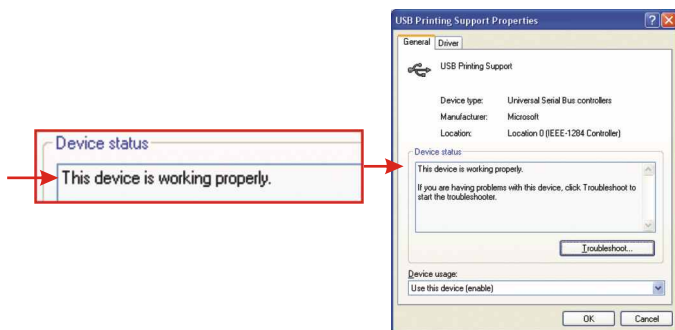 Device status
This device is working properly.
USB Printing Support Properties
General Driver
USB Printing Support
Device type: Universal Serial Bus controllers
Manufacturer: Microsoft
Location: Location 0 (IEEE-1284 Controller)
Device status
This device is working properly.
If you are having problems with this device, click Troubleshoot to
start the troubleshooter.
Troubleshoot...
Device usage:
Use this device (enable)
OK Cancel